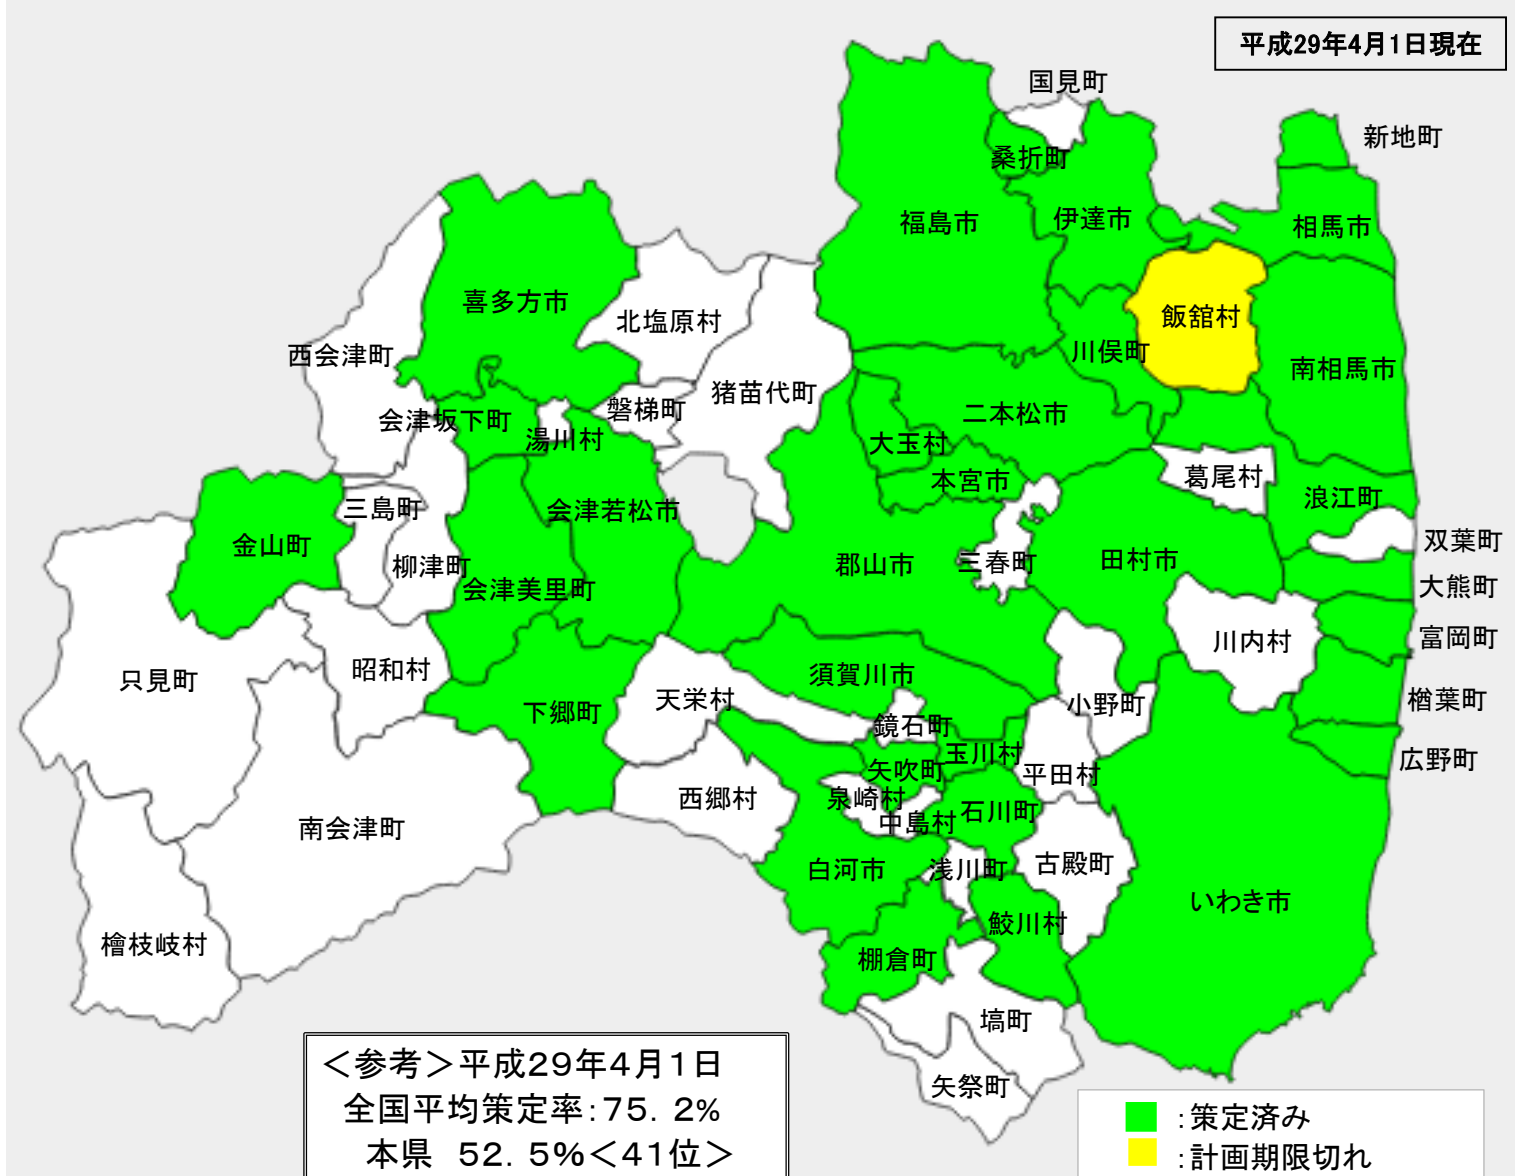 平成29年4月1日現在
国見町
新地町
桑折町
福島市
伊達市
相馬市
喜多方市
北塩原村
飯舘村
西会津町
川俣町
南相馬市
猪苗代町
磐梯町
会津坂下町
湯川村
二本松市
大玉村
本宮市
葛尾村
浪江町
三島町
会津若松市
金山町
双葉町
柳津町
郡山市
三春町
田村市
会津美里町
大熊町
川内村
富岡町
昭和村
只見町
須賀川市
天栄村
小野町
楢葉町
下郷町
鏡石町
玉川村
広野町
矢吹町
平田村
泉崎村
西郷村
石川町
中島村
南会津町
白河市
浅川町
古殿町
いわき市
鮫川村
檜枝岐村
棚倉町
塙町
矢祭町
＜参考＞平成29年4月1日
全国平均策定率：75．2%
本県　52．5%＜41位＞
：策定済み
：計画期限切れ